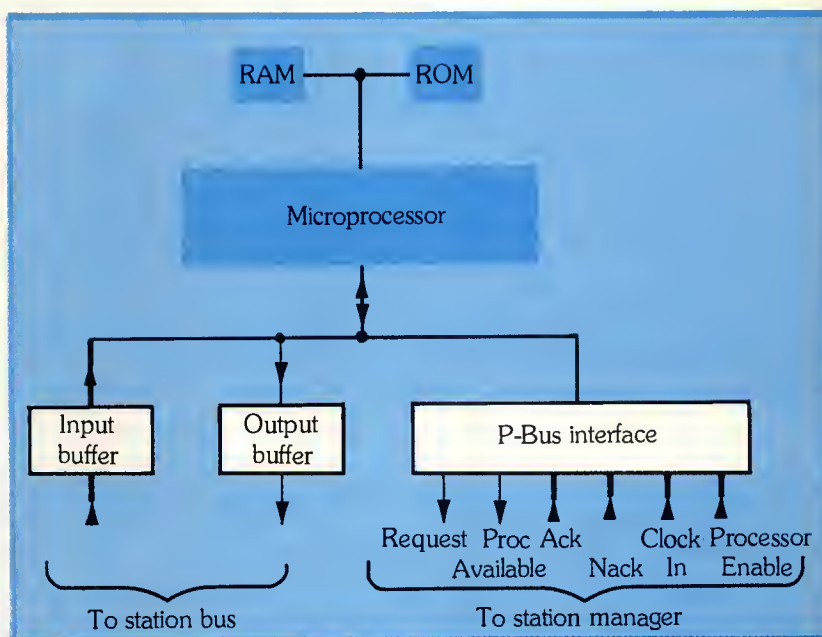 RAM
ROM
Microprocessor
Input
buffer
Output
buffer
P-Bus interface
Request Proc Ack Clock Processor
Available Nack In Enable
To station bus
To station manager